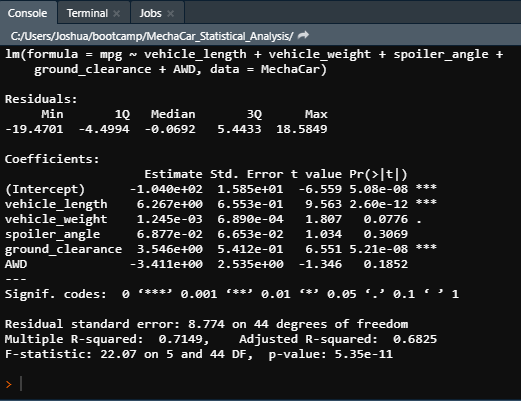 Console Terminal × Jobs ×
C:/Users/Joshua/bootcamp/MechaCar_Statistical_Analysis/
lm(formula = mpg ~ vehicle_length + vehicle_weight + spoiler_angle +
    ground_clearance + AWD, data = MechaCar)

Residuals:
     Min       1Q   Median       3Q      Max
-19.4701  -4.4994  -0.0692   5.4433  18.5849

Coefficients:
                   Estimate Std. Error t value Pr(>|t|)
(Intercept)      -1.040e+02  1.585e+01  -6.559 5.08e-08 ***
vehicle_length    6.267e+00  6.553e-01   9.563 2.60e-12 ***
vehicle_weight    1.245e-03  6.890e-04   1.807   0.0776 .
spoiler_angle     6.877e-02  6.653e-02   1.034   0.3069
ground_clearance  3.546e+00  5.412e-01   6.551 5.21e-08 ***
AWD              -3.411e+00  2.535e+00  -1.346   0.1852
---
Signif. codes:  0 ‘***’ 0.001 ‘**’ 0.01 ‘*’ 0.05 ‘.’ 0.1 ‘ ’ 1

Residual standard error: 8.774 on 44 degrees of freedom
Multiple R-squared:  0.7149,    Adjusted R-squared:  0.6825
F-statistic: 22.07 on 5 and 44 DF,  p-value: 5.35e-11

>